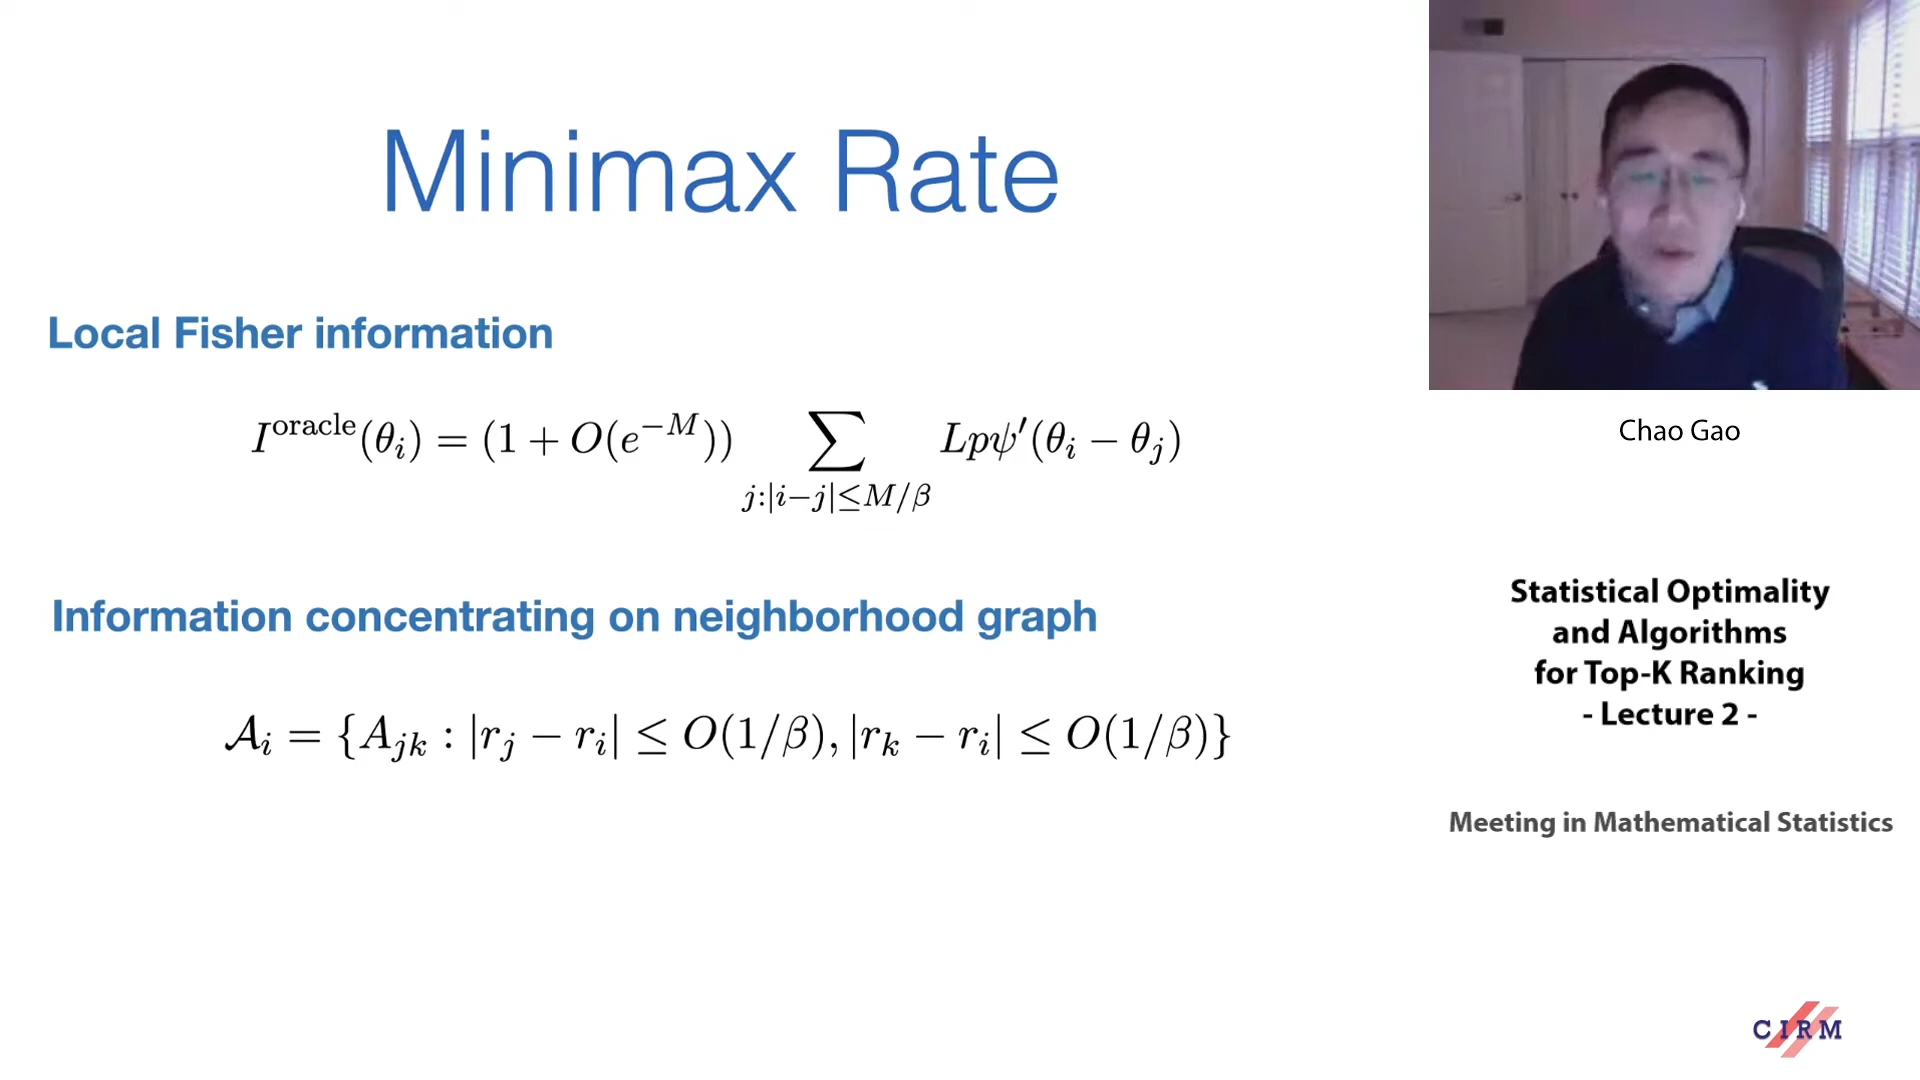 Minimax Rate
Local Fisher information
I^{oracle}(θ_i) = (1 + O(e^{−M})) ∑_{j:|i−j|≤M/β} Lpψ′(θ_i − θ_j)
Information concentrating on neighborhood graph
𝒜_i = {A_{jk} : |r_j − r_i| ≤ O(1/β), |r_k − r_i| ≤ O(1/β)}
Chao Gao
Statistical Optimality
and Algorithms
for Top-K Ranking
- Lecture 2 -
Meeting in Mathematical Statistics
CIRM